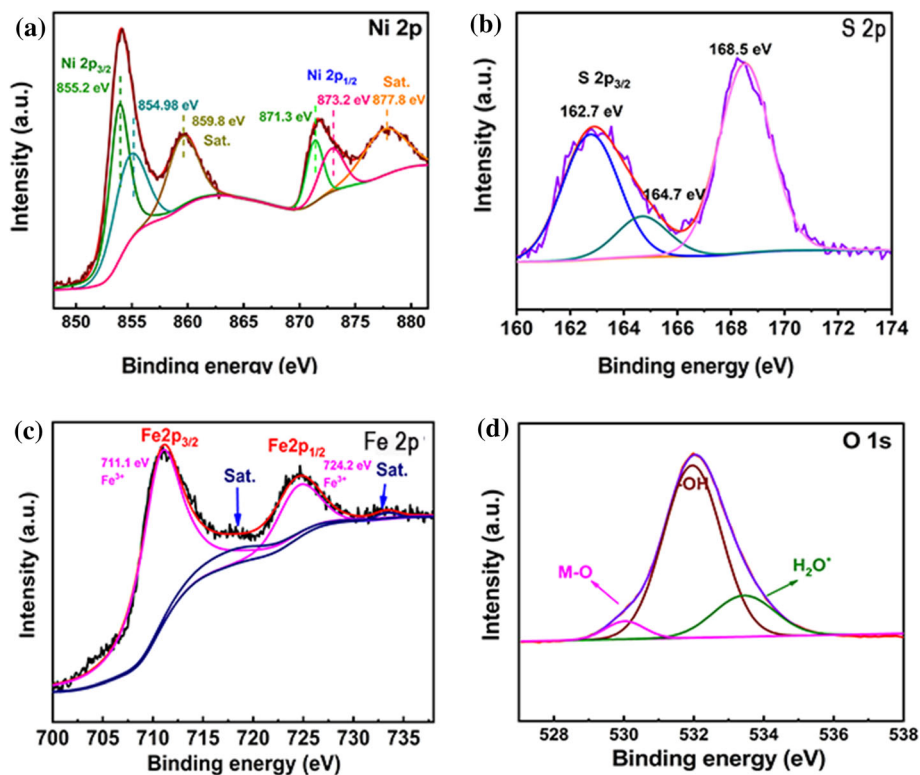 (a)
Ni 2p
Ni 2p3/2
855.2 eV
854.98 eV
859.8 eV
Sat.
Ni 2p1/2
871.3 eV
873.2 eV
Sat.
877.8 eV
Intensity (a.u.)
850 855 860 865 870 875 880
Binding energy (eV)
(b)
S 2p
S 2p3/2
162.7 eV
164.7 eV
168.5 eV
Intensity (a.u.)
160 162 164 166 168 170 172 174
Binding energy (eV)
(c)
Fe 2p
Fe2p3/2
711.1 eV
Fe3+
Sat.
Fe2p1/2
724.2 eV
Fe3+
Sat.
Intensity (a.u.)
700 705 710 715 720 725 730 735
Binding energy (eV)
(d)
O 1s
-OH
M-O
H2O*
Intensity (a.u.)
528 530 532 534 536 538
Binding energy (eV)